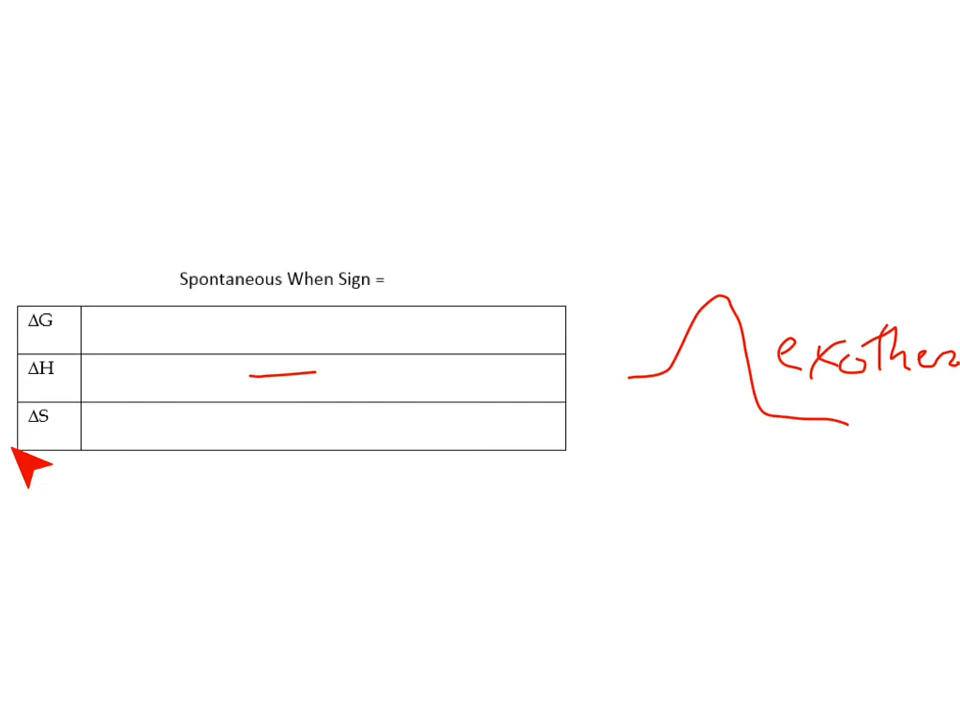 Spontaneous When Sign =
ΔG
ΔH —
ΔS
exother